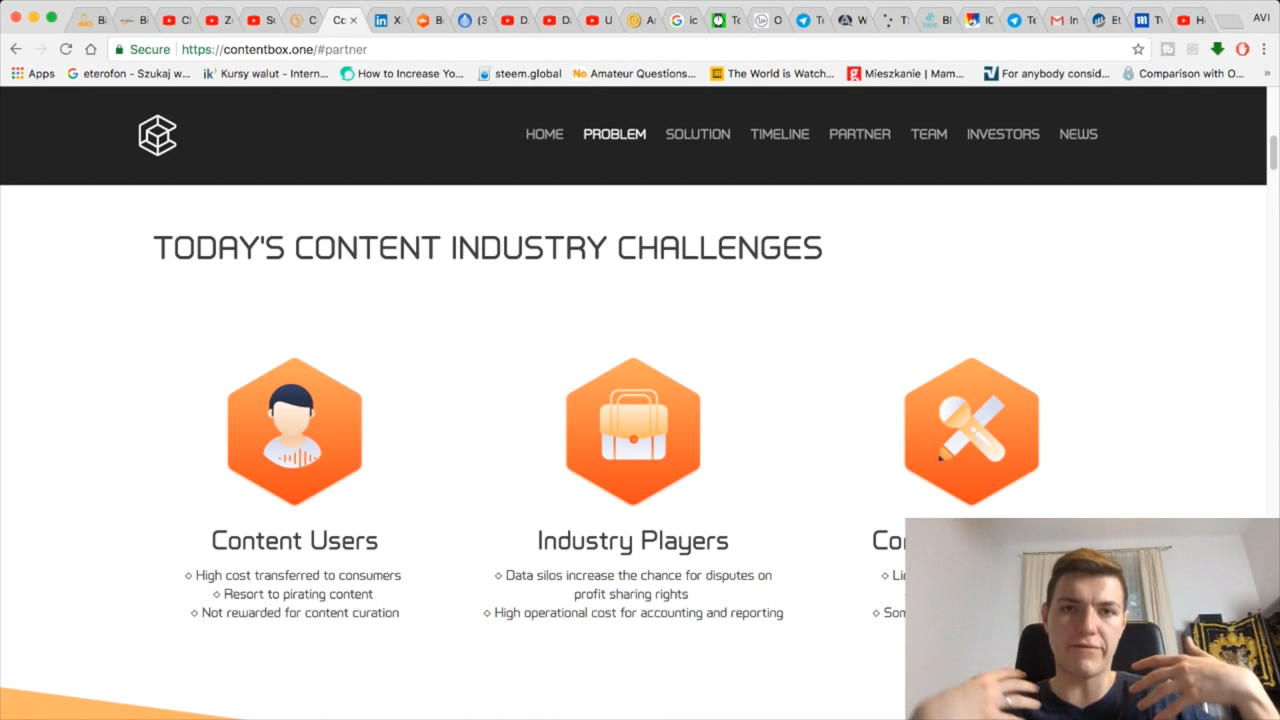 Secure https://contentbox.one/#partner
Apps eterofon - Szukaj w... Kursy walut - Intern... How to Increase Yo... steem.global Amateur Questions... The World is Watch... Mieszkanie | Mam... For anybody consid... Comparison with O... »
HOME PROBLEM SOLUTION TIMELINE PARTNER TEAM INVESTORS NEWS
TODAY'S CONTENT INDUSTRY CHALLENGES
Content Users
◇ High cost transferred to consumers
◇ Resort to pirating content
◇ Not rewarded for content curation
Industry Players
◇ Data silos increase the chance for disputes on
profit sharing rights
◇ High operational cost for accounting and reporting